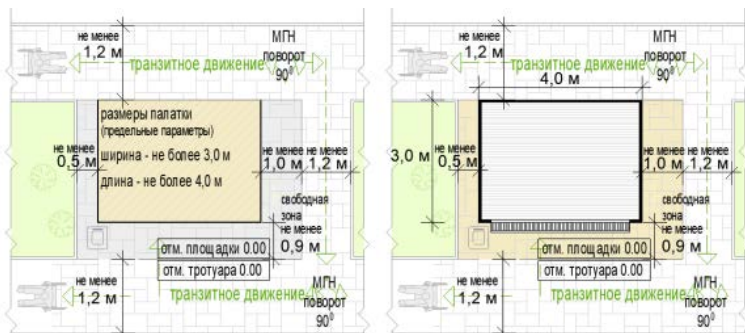 не менее
1,2 м
транзитное движение
МГН
поворот
90⁰
размеры палатки
(предельные параметры)
ширина - не более 3,0 м
длина - не более 4,0 м
не менее
0,5 м
не менее
1,0 м
не менее
1,2 м
свободная
зона
не менее
0,9 м
отм. площадки 0.00
отм. тротуара 0.00
не менее
1,2 м
транзитное движение
МГН
поворот
90⁰
не менее
1,2 м
транзитное движение
МГН
поворот
90⁰
4,0 м
3,0 м
не менее
0,5 м
не менее
1,0 м
не менее
1,2 м
свободная
зона
не менее
0,9 м
отм. площадки 0.00
отм. тротуара 0.00
не менее
1,2 м
транзитное движение
МГН
поворот
90⁰